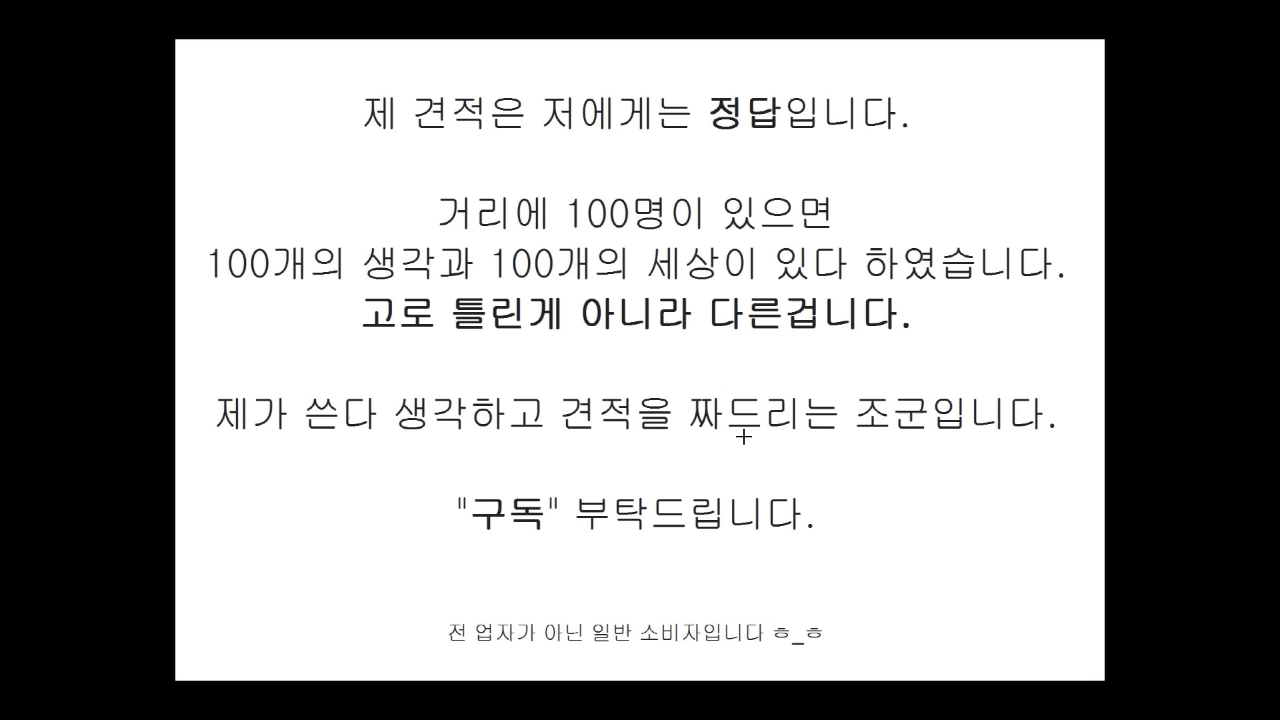 제 견적은 저에게는 정답입니다.
거리에 100명이 있으면
100개의 생각과 100개의 세상이 있다 하였습니다.
고로 틀린게 아니라 다른겁니다.
제가 쓴다 생각하고 견적을 짜드리는 조군입니다.
"구독" 부탁드립니다.
전 업자가 아닌 일반 소비자입니다 ㅎ_ㅎ